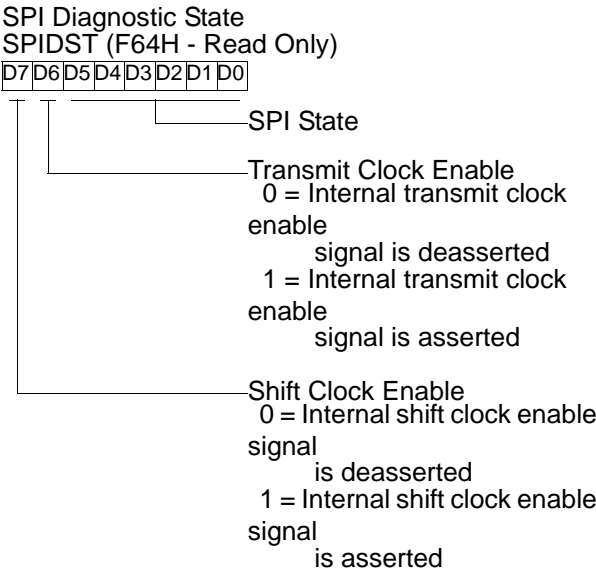 SPI Diagnostic State
SPIDST (F64H - Read Only)
D7 D6 D5 D4 D3 D2 D1 D0
SPI State
Transmit Clock Enable
0 = Internal transmit clock
enable
signal is deasserted
1 = Internal transmit clock
enable
signal is asserted
Shift Clock Enable
0 = Internal shift clock enable
signal
is deasserted
1 = Internal shift clock enable
signal
is asserted